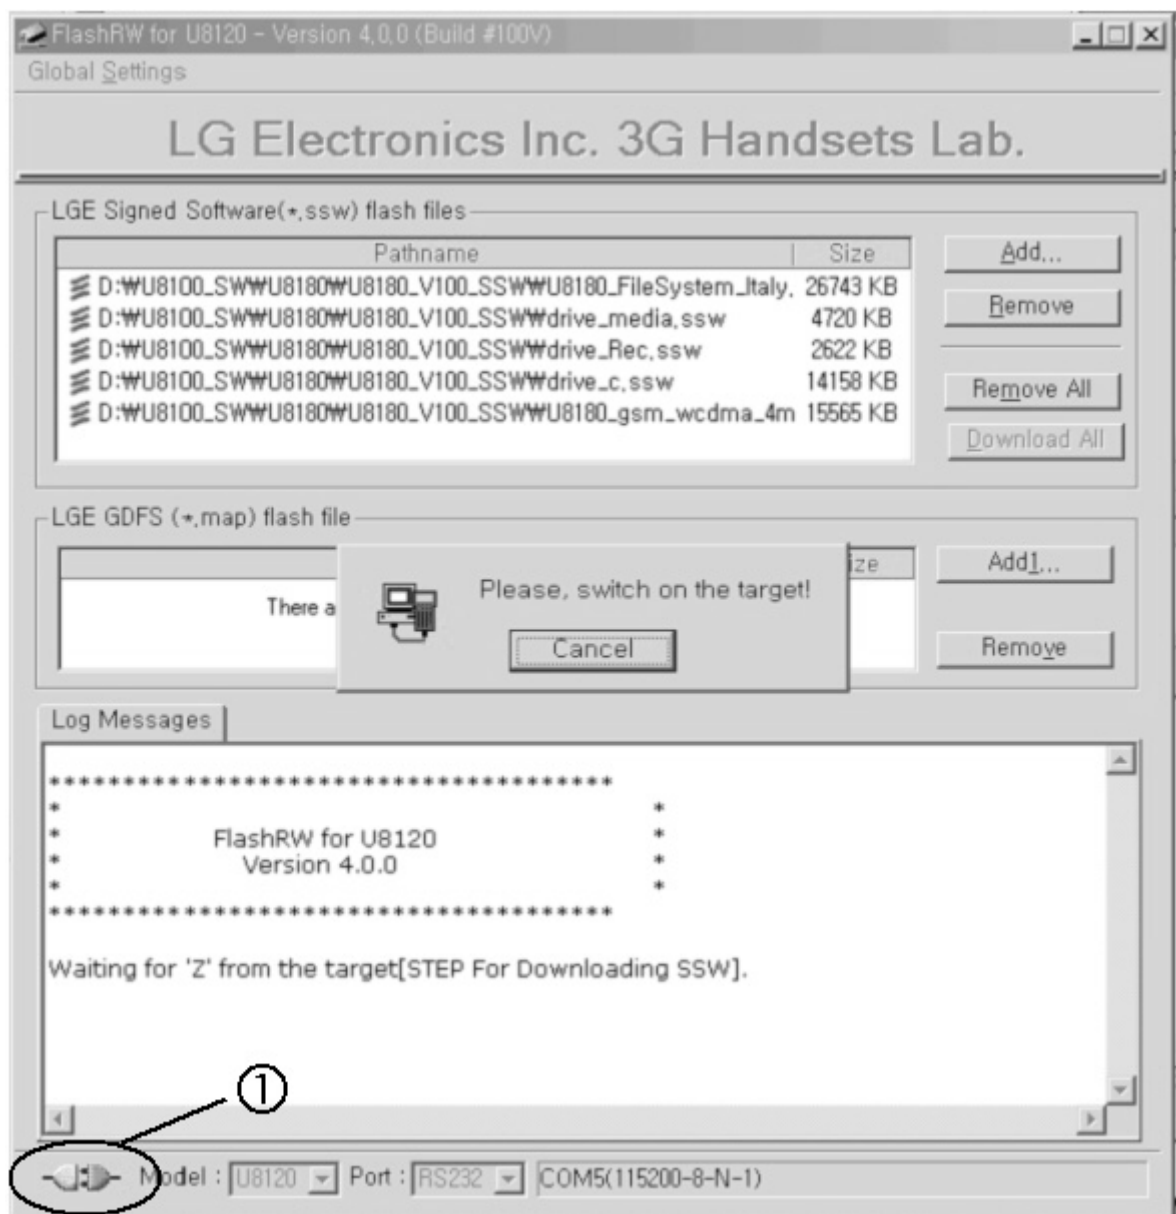 FlashRW for U8120 - Version 4,0,0 (Build #100V)
Global Settings
LG Electronics Inc. 3G Handsets Lab.
LGE Signed Software(*,ssw) flash files
Pathname Size
D:₩U8100_SW₩U8180₩U8180_V100_SSW₩U8180_FileSystem_Italy, 26743 KB
D:₩U8100_SW₩U8180₩U8180_V100_SSW₩drive_media,ssw 4720 KB
D:₩U8100_SW₩U8180₩U8180_V100_SSW₩drive_Rec,ssw 2622 KB
D:₩U8100_SW₩U8180₩U8180_V100_SSW₩drive_c,ssw 14158 KB
D:₩U8100_SW₩U8180₩U8180_V100_SSW₩U8180_gsm_wcdma_4m 15565 KB
Add...
Remove
Remove All
Download All
LGE GDFS (*,map) flash file
ize
There a
Please, switch on the target!
Cancel
Add1...
Remove
Log Messages
*************************************
* *
* FlashRW for U8120 *
* Version 4.0.0 *
* *
*************************************
Waiting for 'Z' from the target[STEP For Downloading SSW].
①
Model : U8120 Port : RS232 COM5(115200-8-N-1)